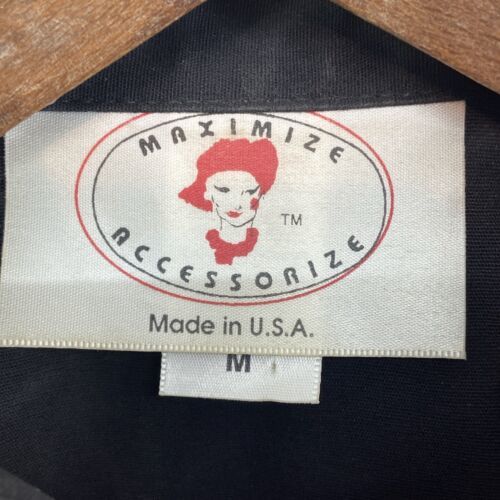 MAXIMIZE
TM
ACCESSORIZE
Made in U.S.A.
M